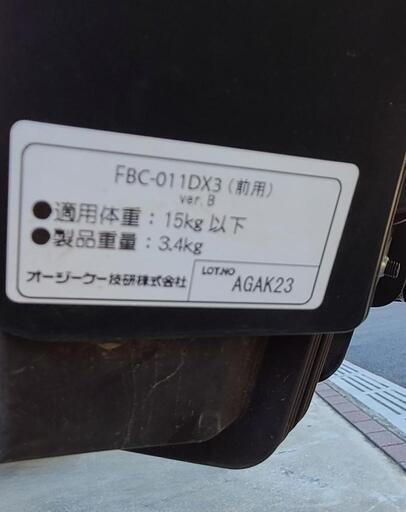 FBC-011DX3 (前用)
ver. B
●適用体重：15kg 以下
●製品重量：3.4kg
オージーケー技研株式会社
LOT.NO AGAK23